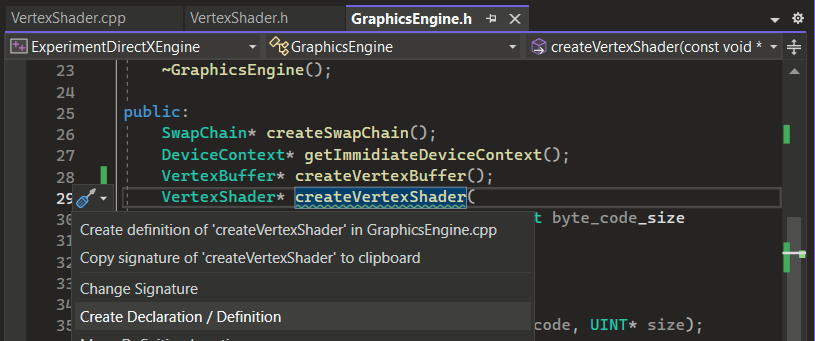 VertexShader.cpp VertexShader.h GraphicsEngine.h
ExperimentDirectXEngine GraphicsEngine createVertexShader(const void *
23 ~GraphicsEngine();
24
25 public:
26 SwapChain* createSwapChain();
27 DeviceContext* getImmidiateDeviceContext();
28 VertexBuffer* createVertexBuffer();
29 VertexShader* createVertexShader(
30 t byte_code_size
Create definition of 'createVertexShader' in GraphicsEngine.cpp
31
Copy signature of 'createVertexShader' to clipboard
32
33
Change Signature
34
Create Declaration / Definition
35 code, UINT* size);